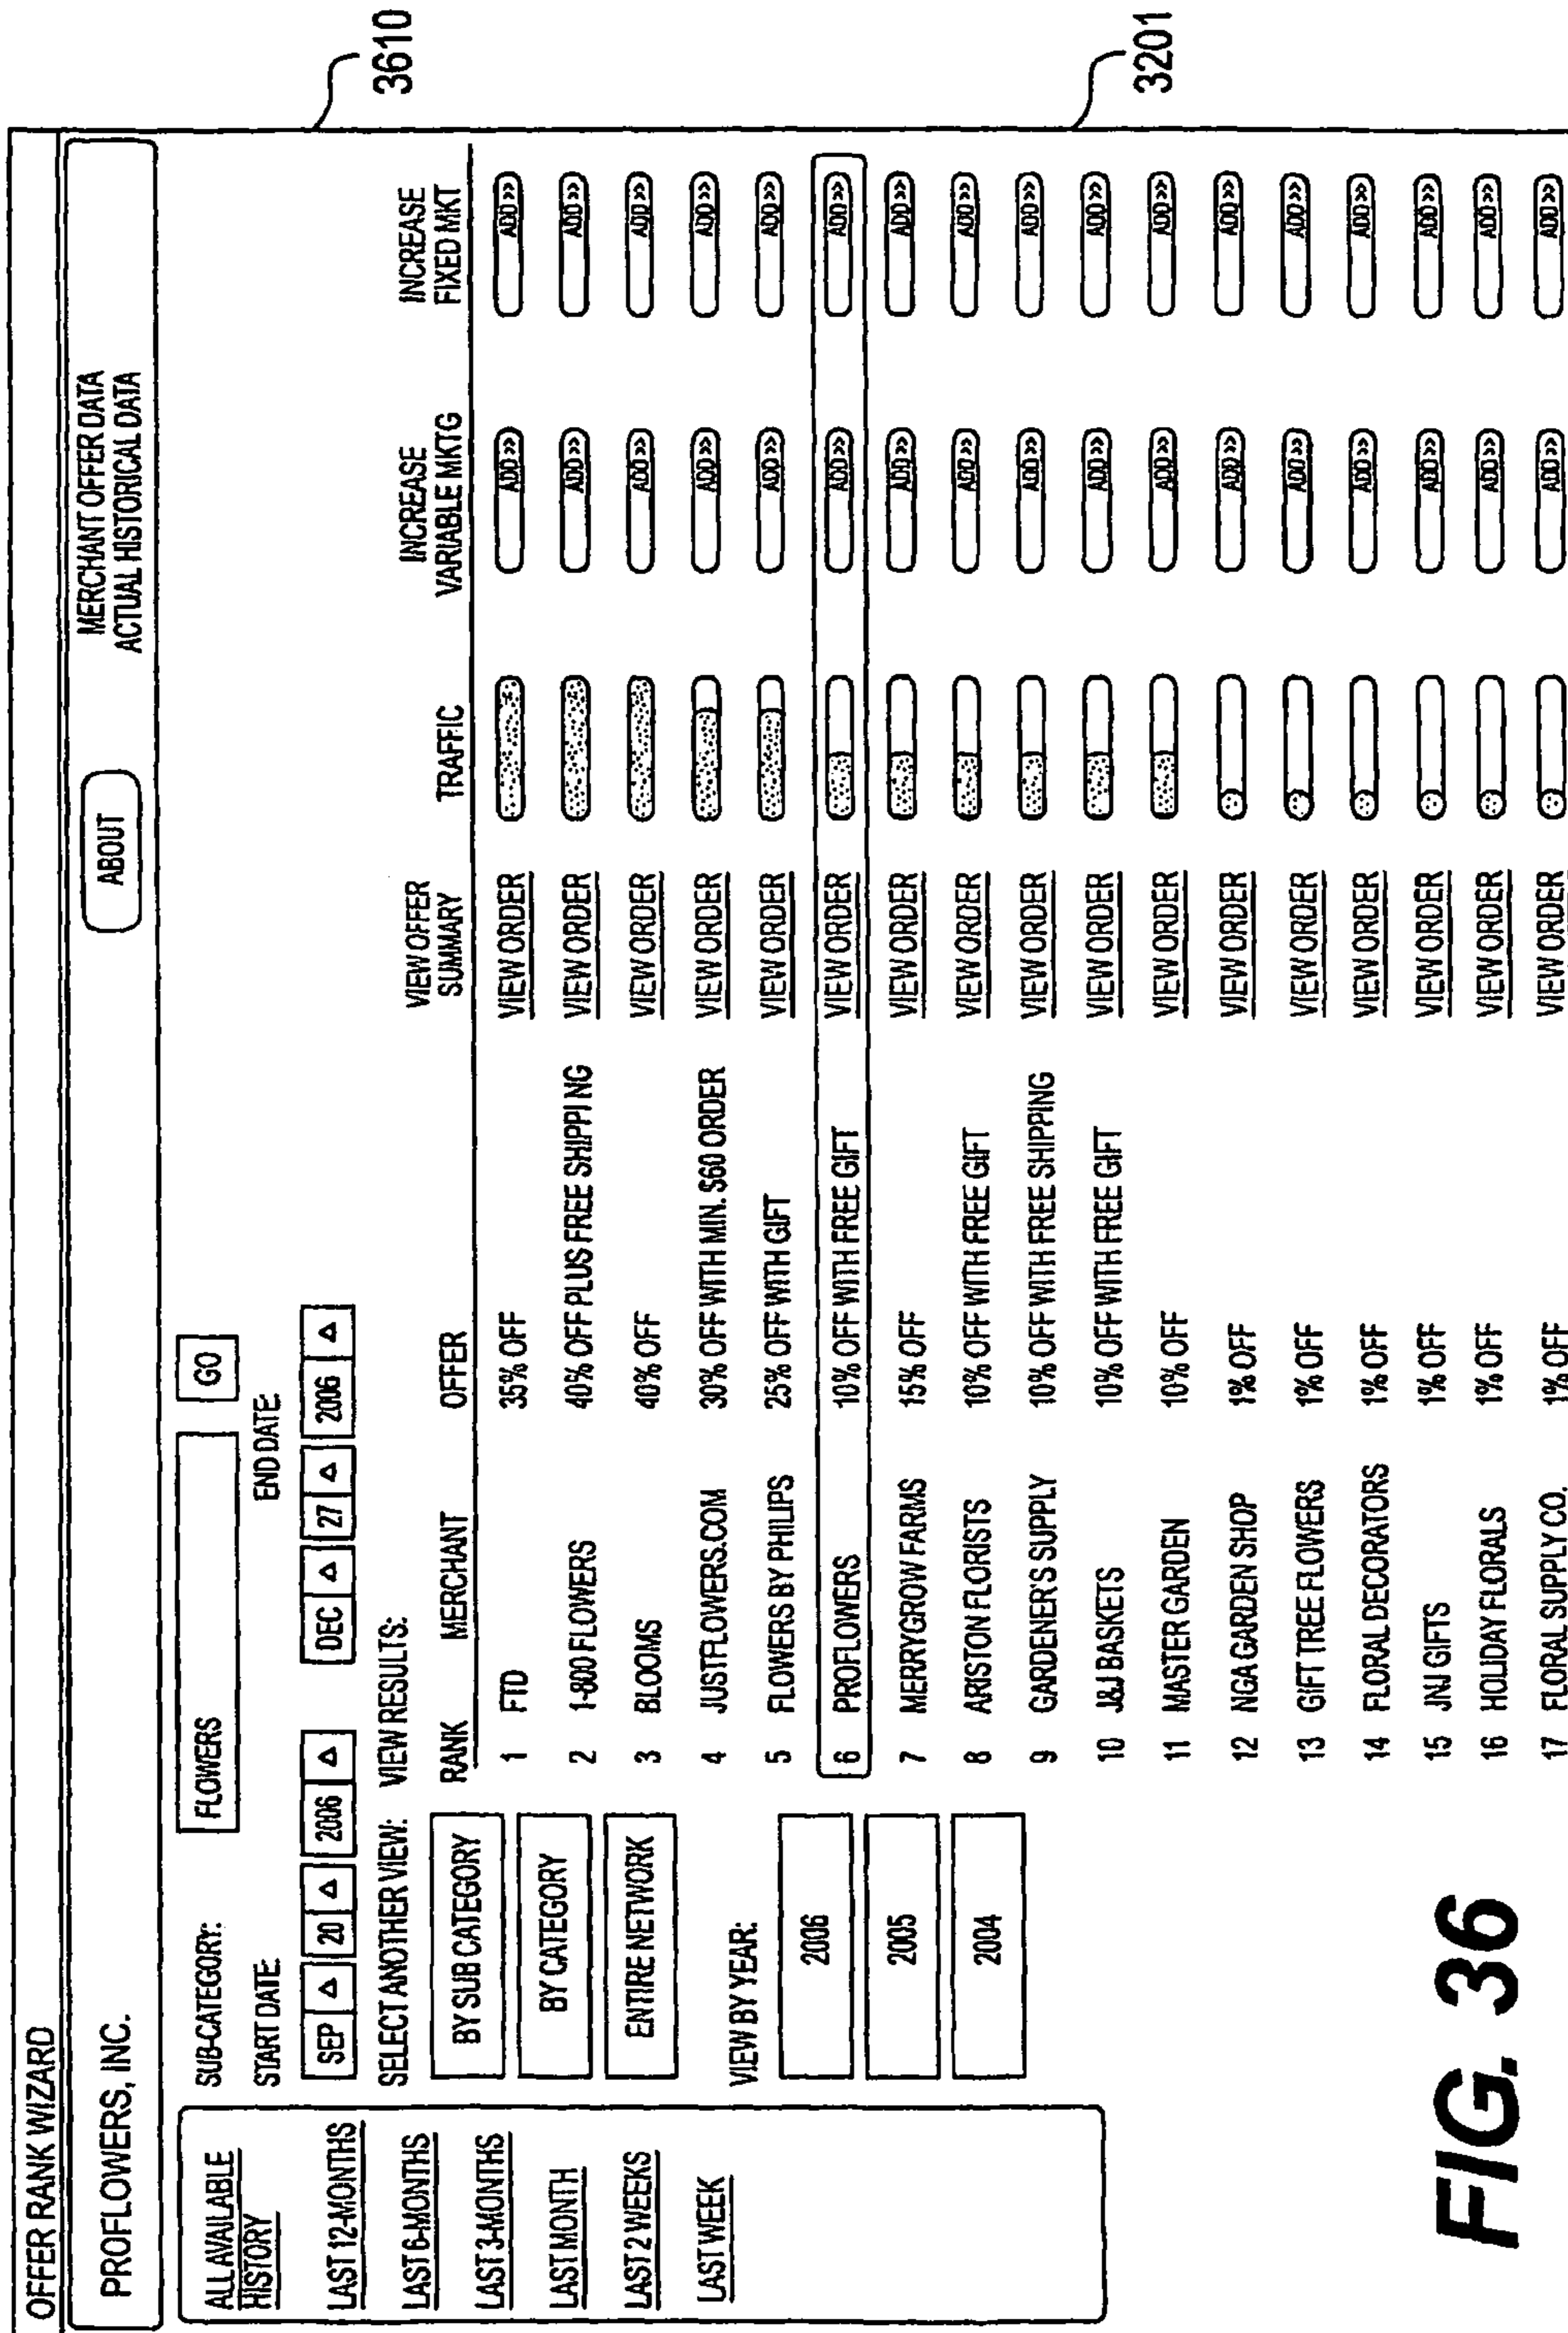 OFFER RANK WIZARD
PROFLOWERS, INC.
ABOUT
MERCHANT OFFER DATA
ACTUAL HISTORICAL DATA
3610
ALL AVAILABLE
HISTORY
LAST 12-MONTHS
LAST 6-MONTHS
LAST 3-MONTHS
LAST MONTH
LAST 2 WEEKS
LAST WEEK
SUB-CATEGORY:
FLOWERS
GO
START DATE:
END DATE:
SEP 20 2006 DEC 27 2006
SELECT ANOTHER VIEW:
BY SUB CATEGORY
BY CATEGORY
ENTIRE NETWORK
VIEW BY YEAR:
2006
2005
2004
VIEW RESULTS:
RANK MERCHANT OFFER VIEW OFFER SUMMARY TRAFFIC INCREASE VARIABLE MKTG INCREASE FIXED MKT
1 FTD 35% OFF VIEW ORDER ADD >> ADD >>
2 1-800 FLOWERS 40% OFF PLUS FREE SHIPPING VIEW ORDER ADD >> ADD >>
3 BLOOMS 40% OFF VIEW ORDER ADD >> ADD >>
4 JUSTFLOWERS.COM 30% OFF WITH MIN. $60 ORDER VIEW ORDER ADD >> ADD >>
5 FLOWERS BY PHILIPS 25% OFF WITH GIFT VIEW ORDER ADD >> ADD >>
6 PROFLOWERS 10% OFF WITH FREE GIFT VIEW ORDER ADD >> ADD >>
7 MERRYGROW FARMS 15% OFF VIEW ORDER ADD >> ADD >>
8 ARISTON FLORISTS 10% OFF WITH FREE GIFT VIEW ORDER ADD >> ADD >>
9 GARDENER'S SUPPLY 10% OFF WITH FREE SHIPPING VIEW ORDER ADD >> ADD >>
10 J&J BASKETS 10% OFF WITH FREE GIFT VIEW ORDER ADD >> ADD >>
11 MASTER GARDEN 10% OFF VIEW ORDER ADD >> ADD >>
12 NGA GARDEN SHOP 1% OFF VIEW ORDER ADD >> ADD >>
13 GIFT TREE FLOWERS 1% OFF VIEW ORDER ADD >> ADD >>
14 FLORAL DECORATORS 1% OFF VIEW ORDER ADD >> ADD >>
15 JNJ GIFTS 1% OFF VIEW ORDER ADD >> ADD >>
16 HOLIDAY FLORALS 1% OFF VIEW ORDER ADD >> ADD >>
17 FLORAL SUPPLY CO. 1% OFF VIEW ORDER ADD >> ADD >>
3201
FIG. 36